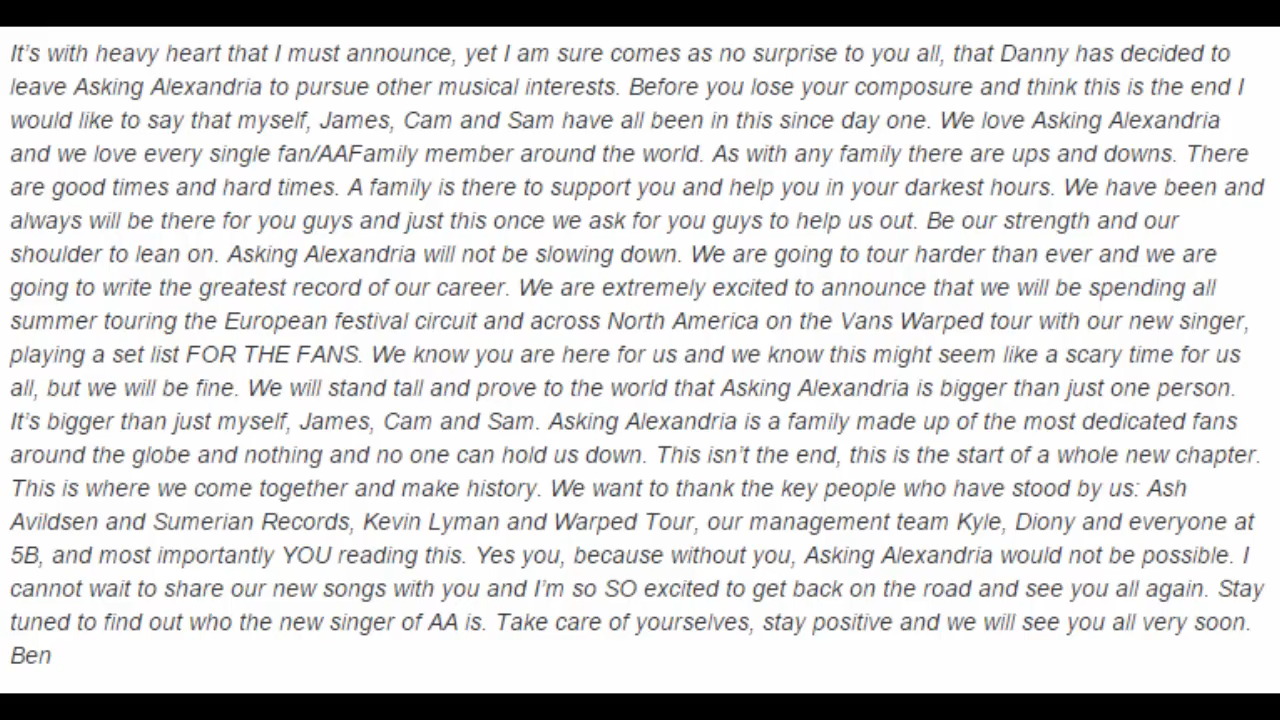 It’s with heavy heart that I must announce, yet I am sure comes as no surprise to you all, that Danny has decided to
leave Asking Alexandria to pursue other musical interests. Before you lose your composure and think this is the end I
would like to say that myself, James, Cam and Sam have all been in this since day one. We love Asking Alexandria
and we love every single fan/AAFamily member around the world. As with any family there are ups and downs. There
are good times and hard times. A family is there to support you and help you in your darkest hours. We have been and
always will be there for you guys and just this once we ask for you guys to help us out. Be our strength and our
shoulder to lean on. Asking Alexandria will not be slowing down. We are going to tour harder than ever and we are
going to write the greatest record of our career. We are extremely excited to announce that we will be spending all
summer touring the European festival circuit and across North America on the Vans Warped tour with our new singer,
playing a set list FOR THE FANS. We know you are here for us and we know this might seem like a scary time for us
all, but we will be fine. We will stand tall and prove to the world that Asking Alexandria is bigger than just one person.
It’s bigger than just myself, James, Cam and Sam. Asking Alexandria is a family made up of the most dedicated fans
around the globe and nothing and no one can hold us down. This isn’t the end, this is the start of a whole new chapter.
This is where we come together and make history. We want to thank the key people who have stood by us: Ash
Avildsen and Sumerian Records, Kevin Lyman and Warped Tour, our management team Kyle, Diony and everyone at
5B, and most importantly YOU reading this. Yes you, because without you, Asking Alexandria would not be possible. I
cannot wait to share our new songs with you and I’m so SO excited to get back on the road and see you all again. Stay
tuned to find out who the new singer of AA is. Take care of yourselves, stay positive and we will see you all very soon.
Ben